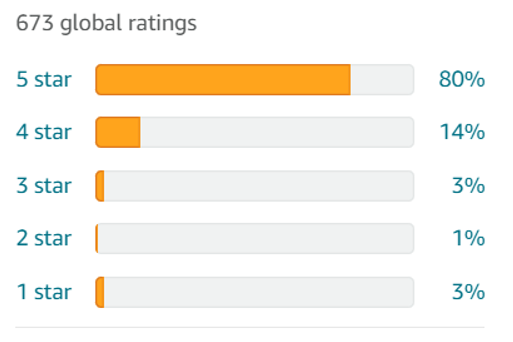 673 global ratings
5 star 80%
4 star 14%
3 star 3%
2 star 1%
1 star 3%